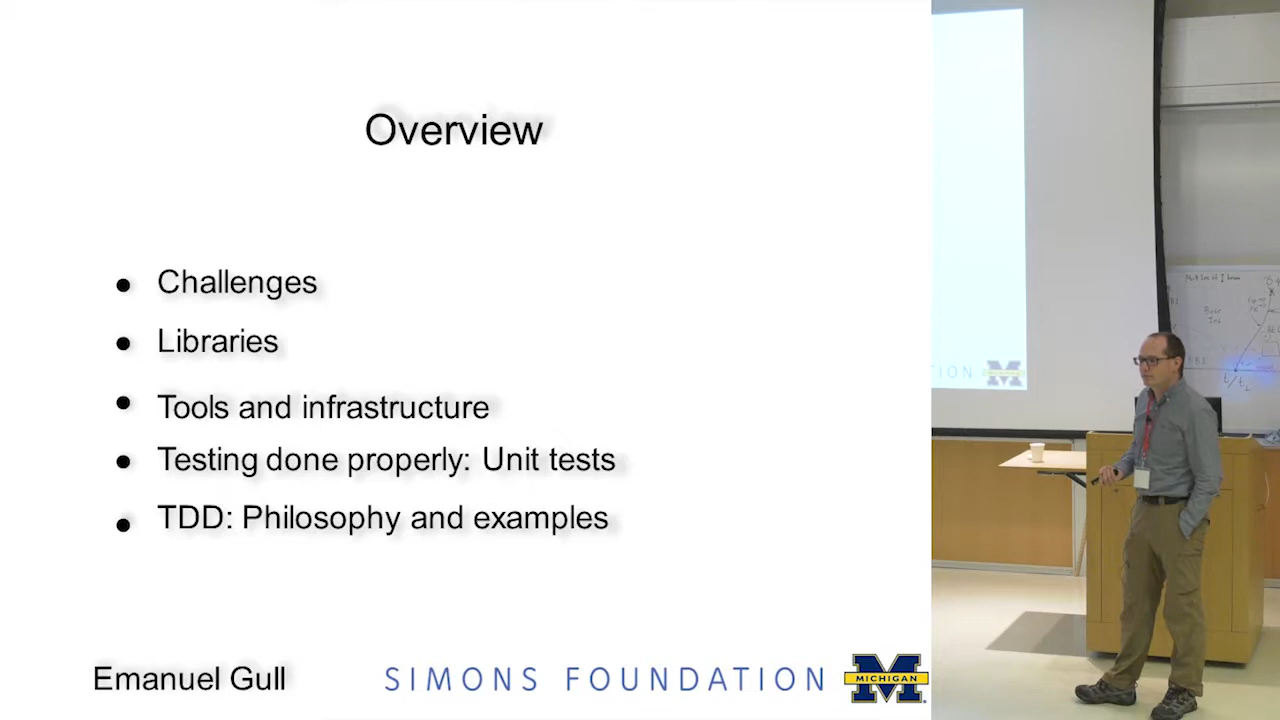 Overview
Challenges
Libraries
Tools and infrastructure
Testing done properly: Unit tests
TDD: Philosophy and examples
Emanuel Gull
SIMONS FOUNDATION
MICHIGAN
TION